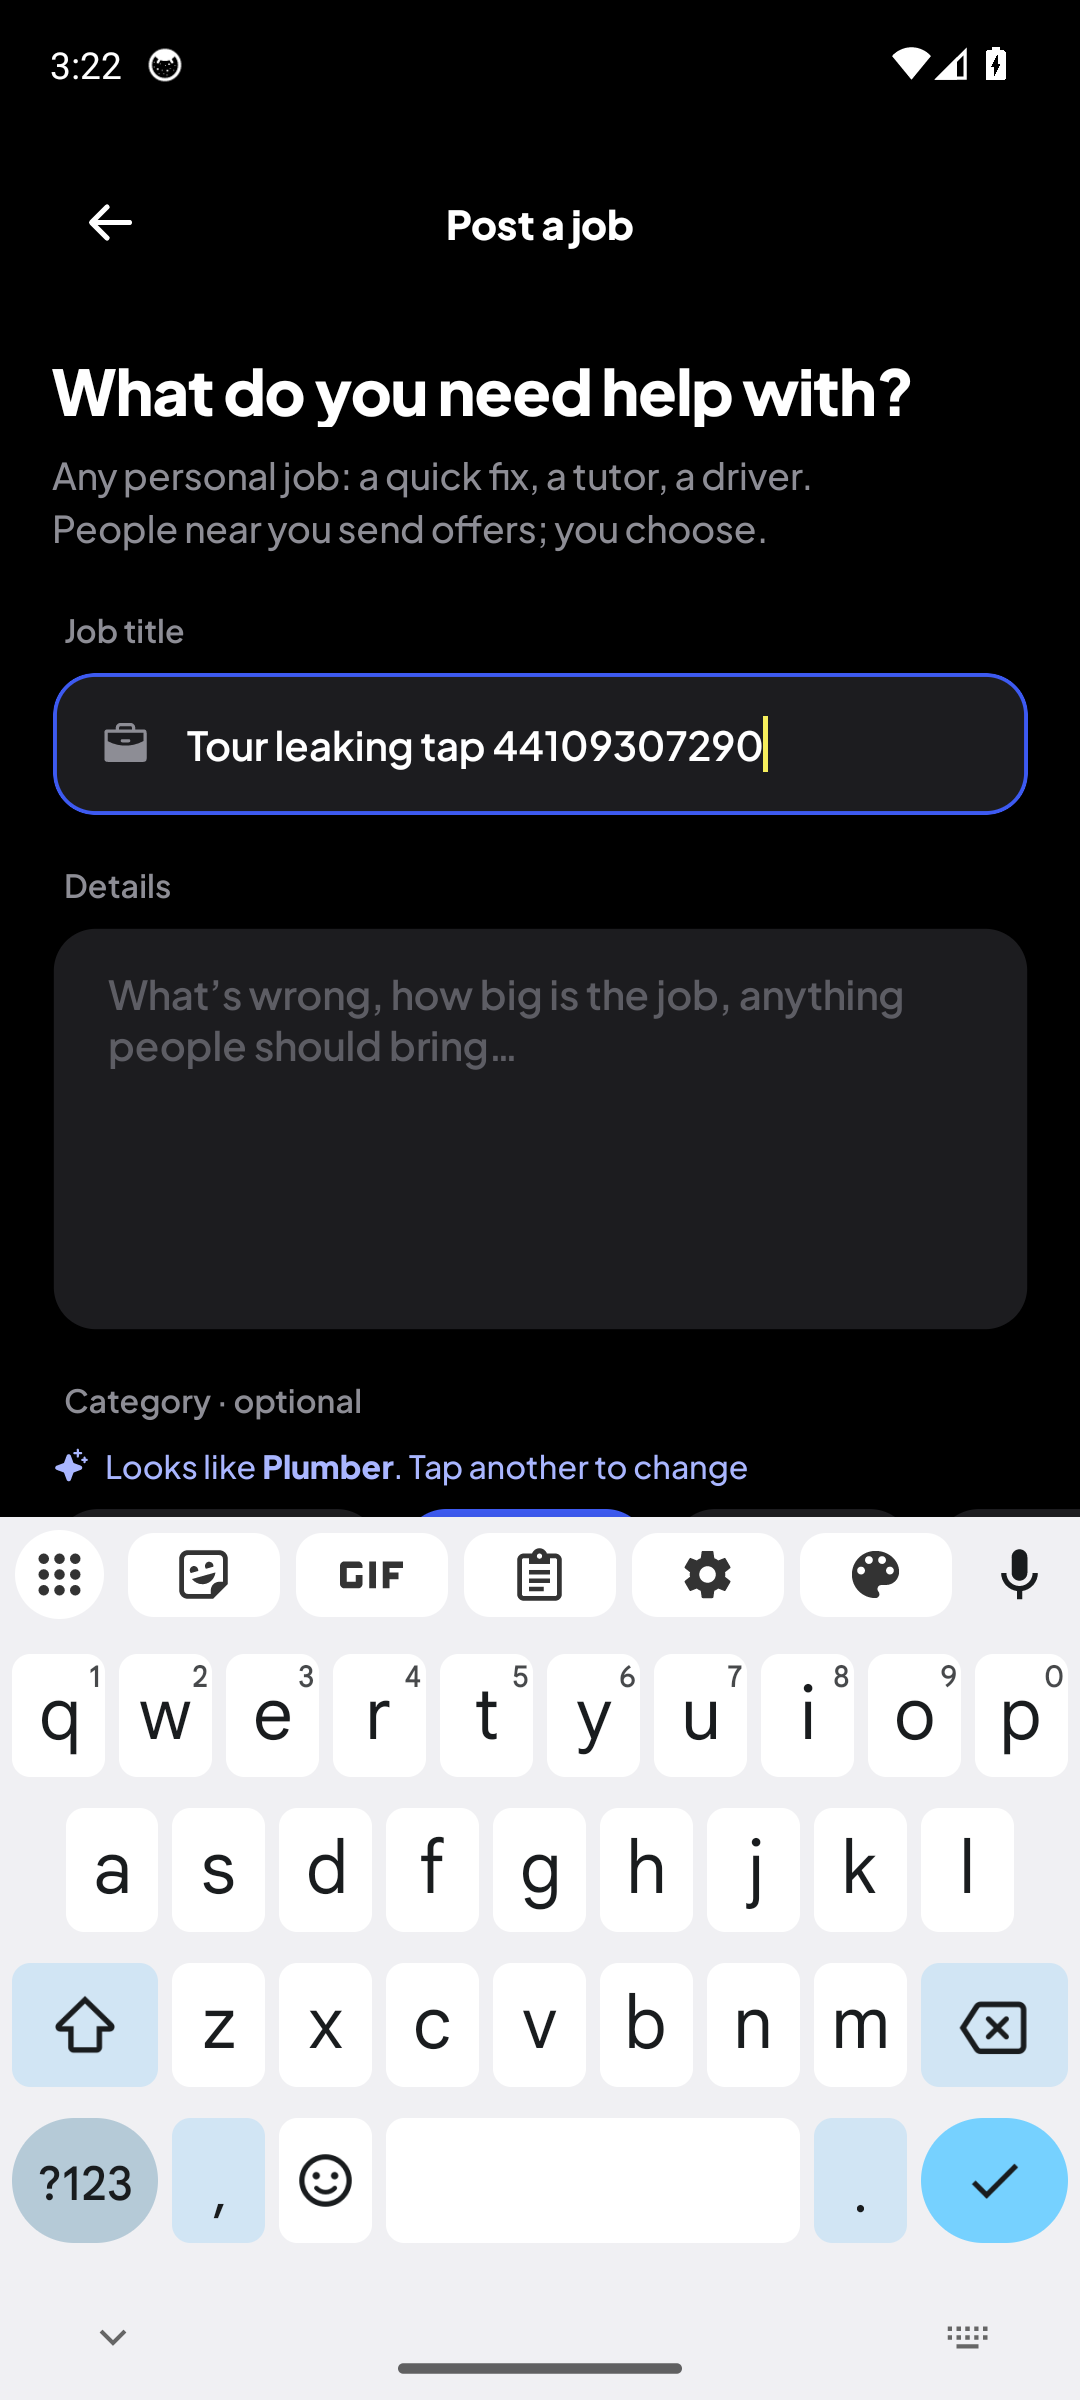 3:22
Post a job
What do you need help with?
Any personal job: a quick fix, a tutor, a driver.
People near you send offers; you choose.
Job title
Tour leaking tap 44109307290
Details
What’s wrong, how big is the job, anything
people should bring…
Category · optional
Looks like Plumber. Tap another to change
GIF
q 1 w 2 e 3 r 4 t 5 y 6 u 7 i 8 o 9 p 0
a s d f g h j k l
z x c v b n m
?123 , .